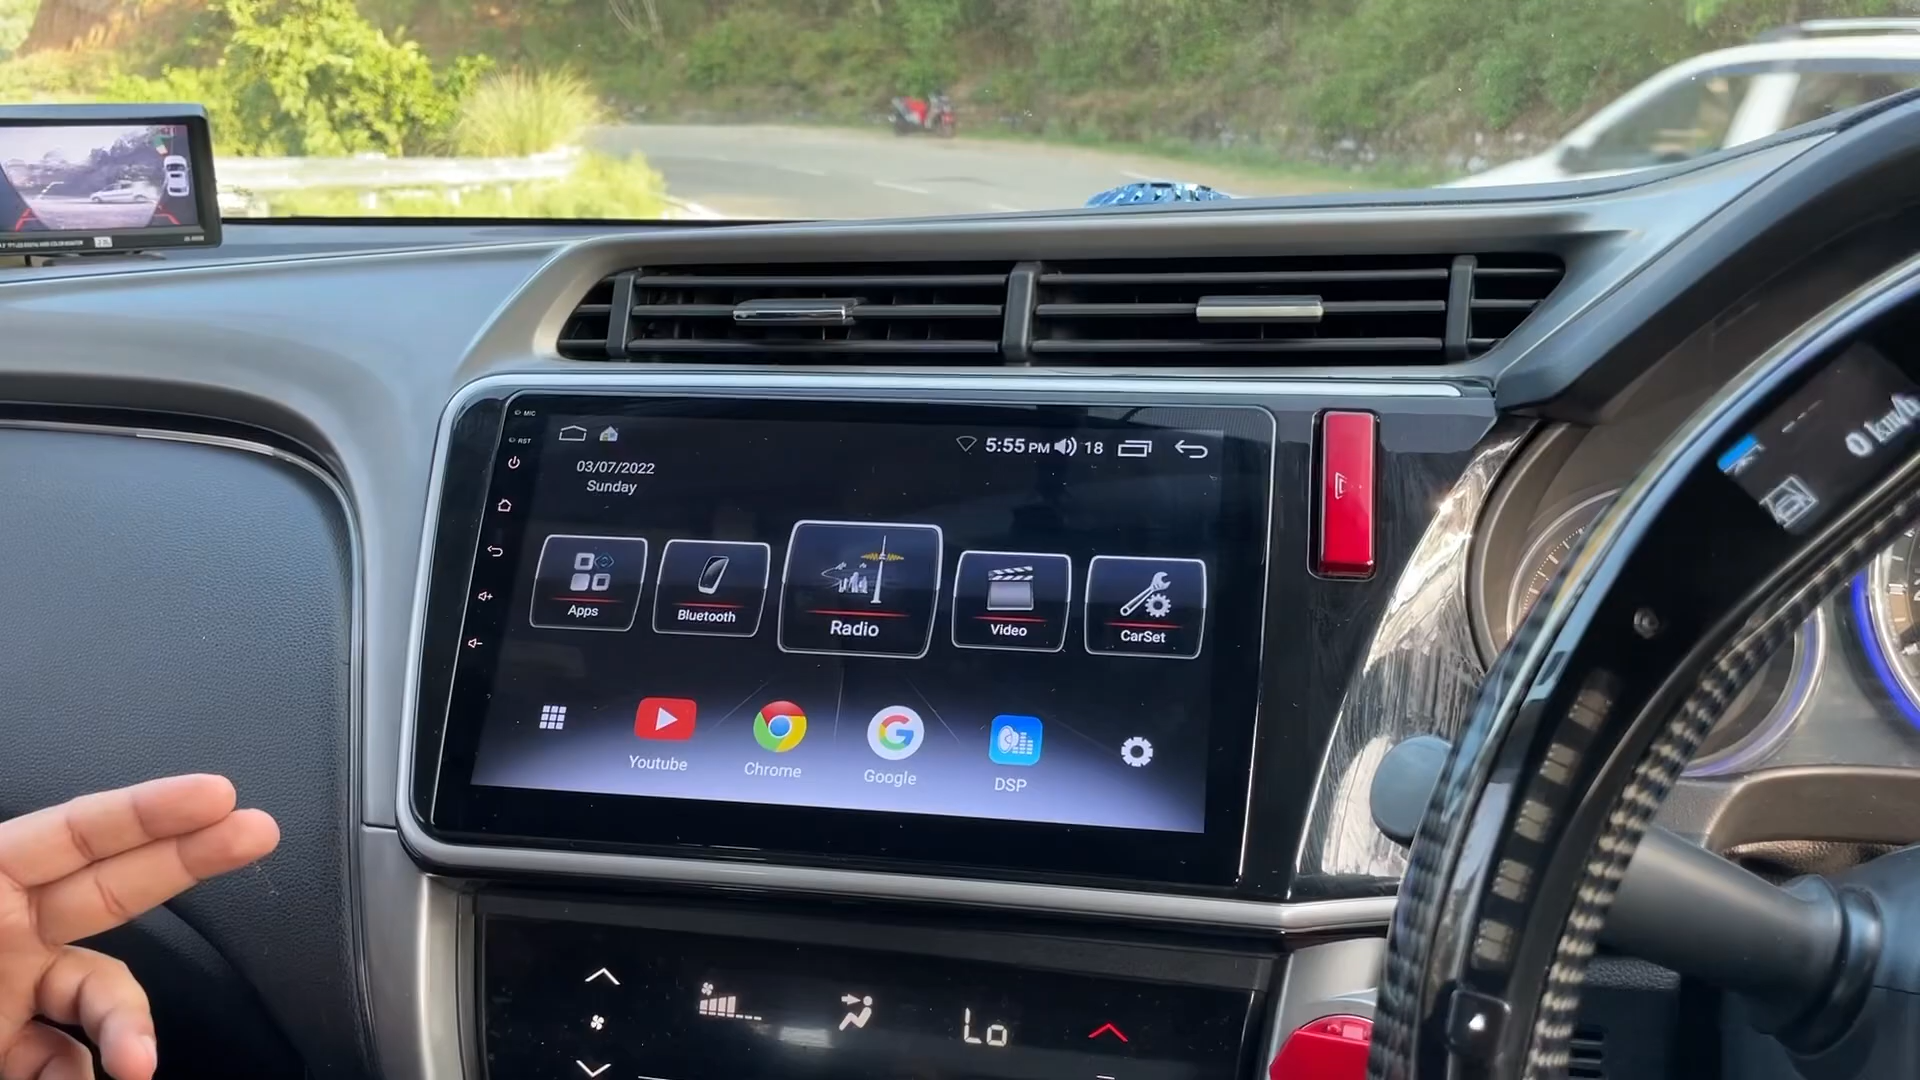 MIC
RST
5:55 PM
18
03/07/2022
Sunday
Apps
Bluetooth
Radio
Video
CarSet
Youtube
Chrome
Google
DSP
Lo
0 km/h